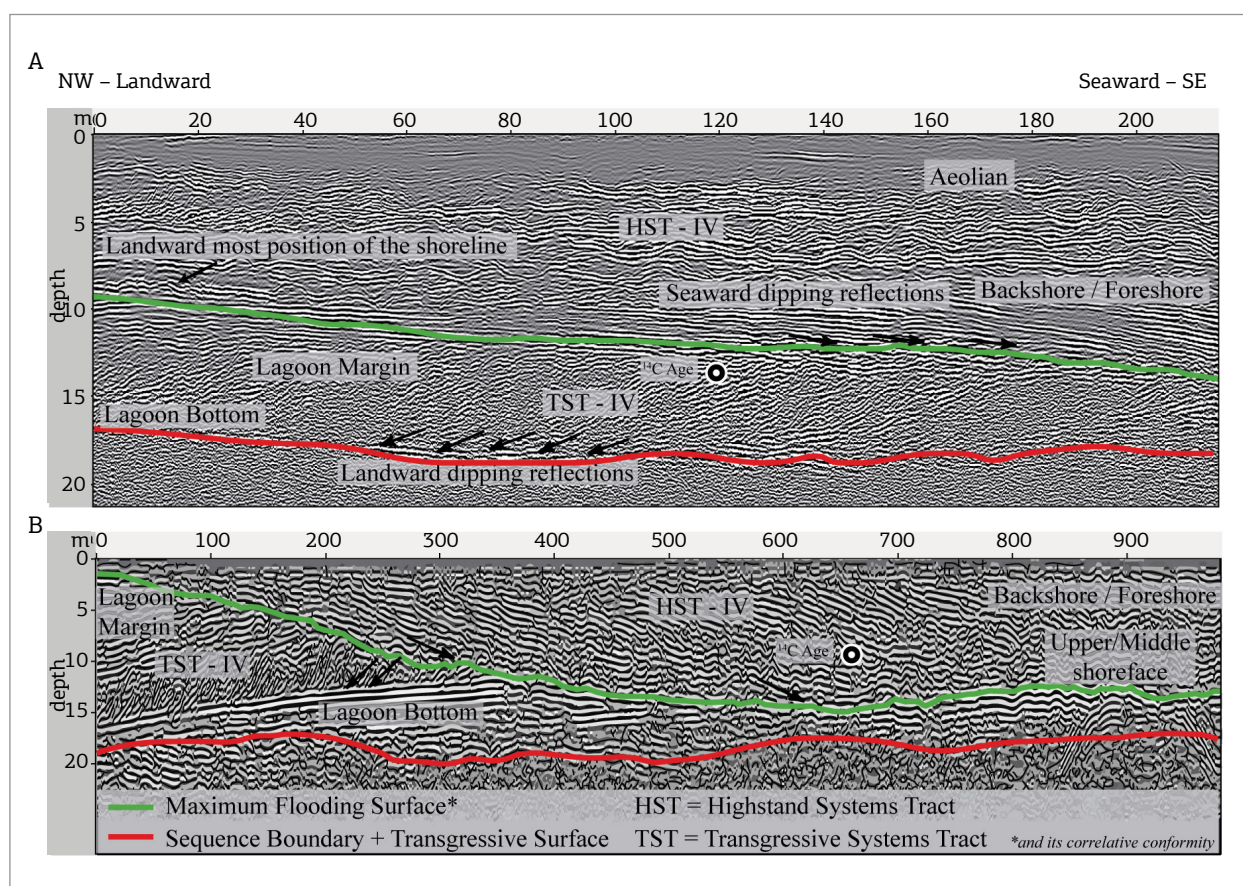 A
NW – Landward Seaward – SE
m 0 20 40 60 80 100 120 140 160 180 200
0
Aeolian
HST - IV
5
Landward most position of the shoreline
depth
Seaward dipping reflections
Backshore / Foreshore
10
Lagoon Margin
¹⁴C Age
15
TST - IV
Lagoon Bottom
Landward dipping reflections
20
B
m 0 100 200 300 400 500 600 700 800 900
0
Lagoon
Margin
HST - IV
Backshore / Foreshore
5
depth
TST - IV
¹⁴C Age
Upper/Middle
shoreface
10
15
Lagoon Bottom
20
Maximum Flooding Surface* HST = Highstand Systems Tract
Sequence Boundary + Transgressive Surface TST = Transgressive Systems Tract *and its correlative conformity